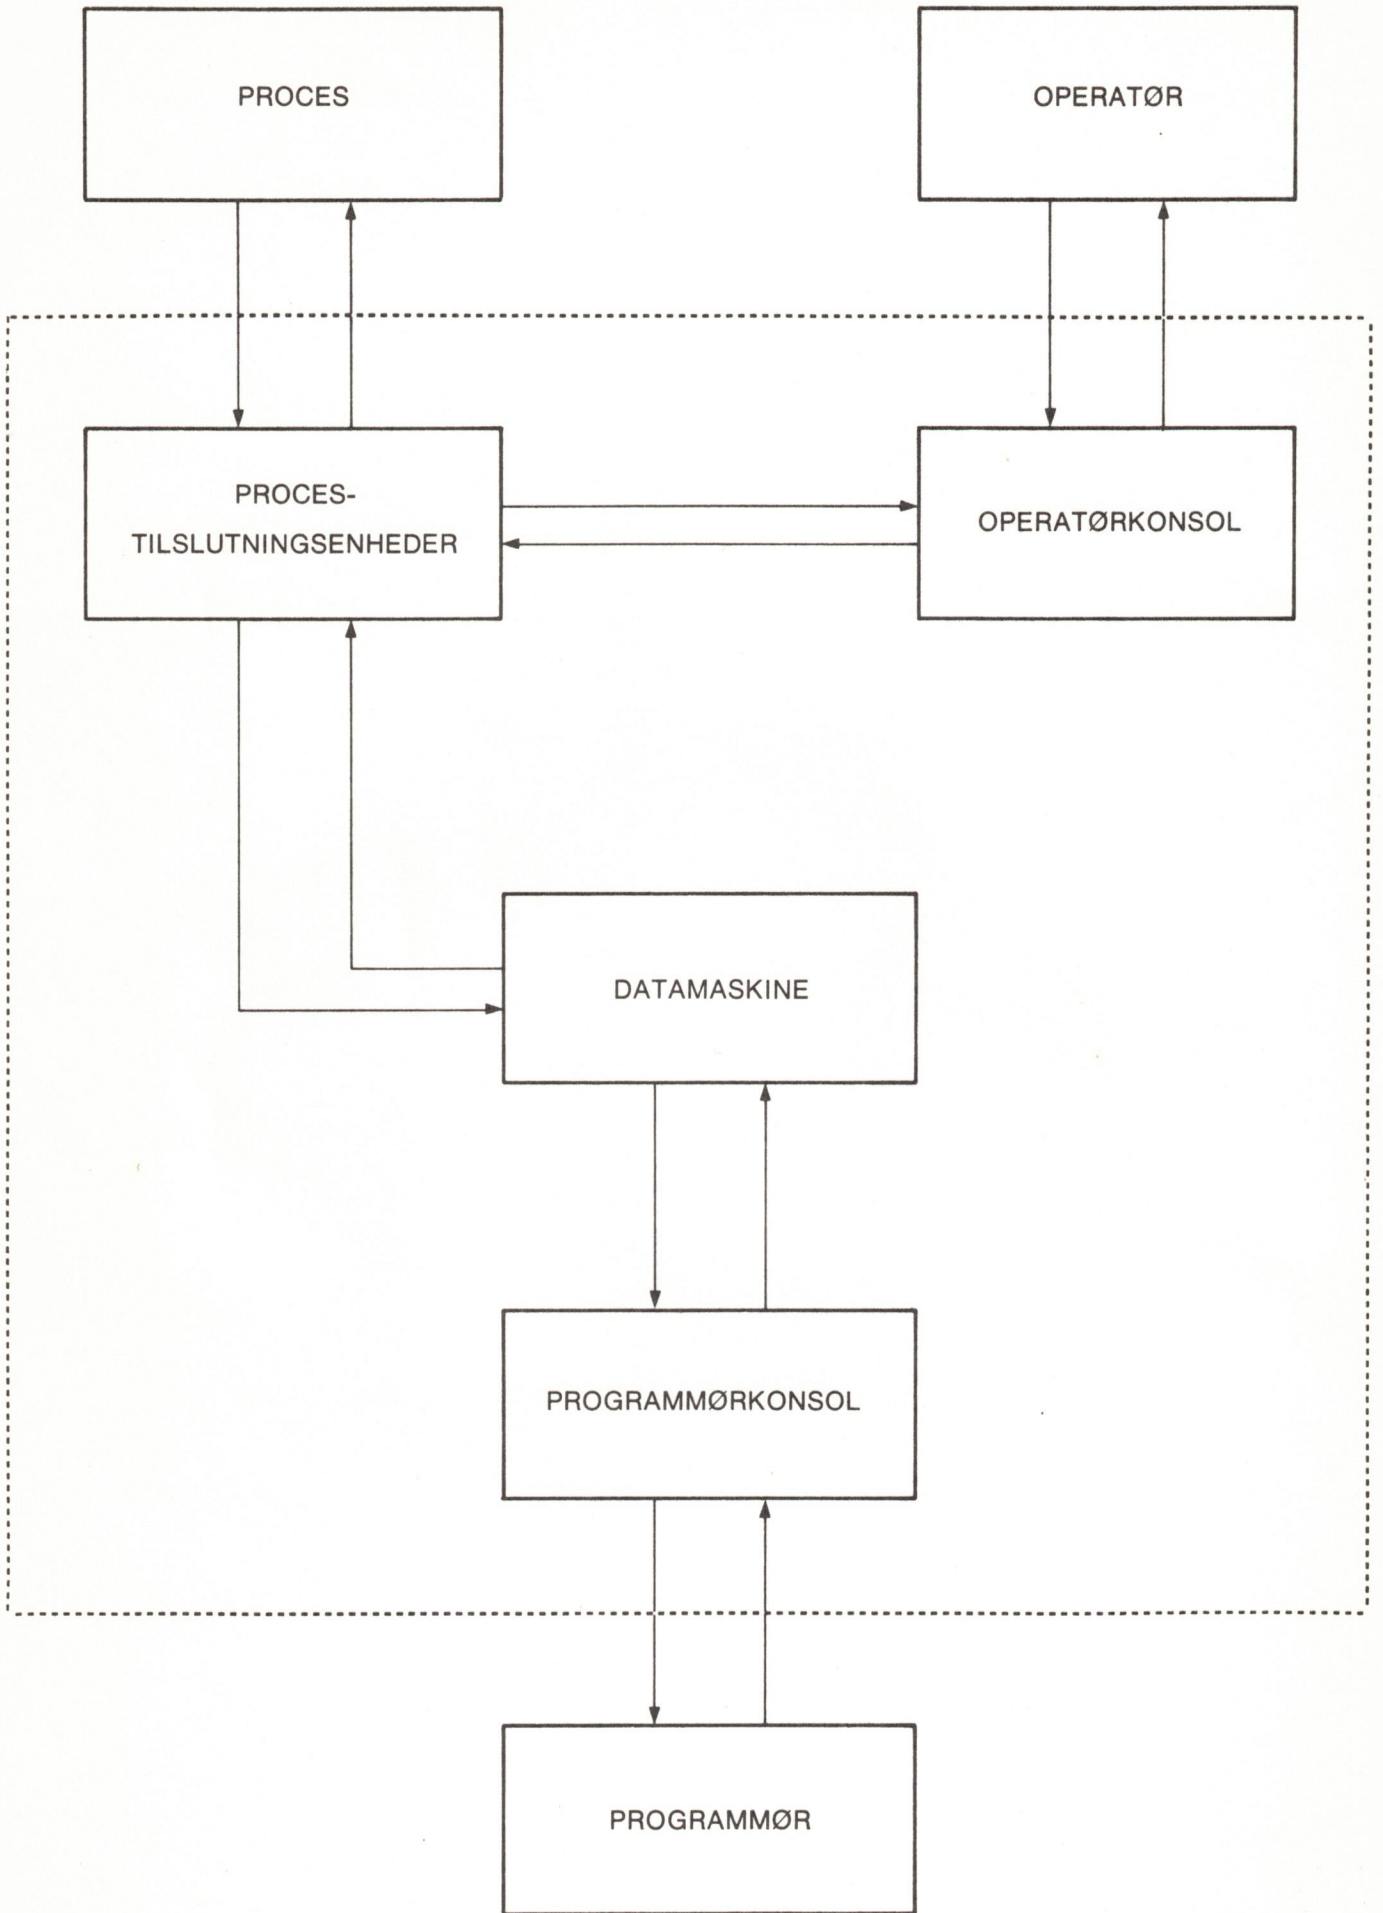 PROCES
OPERATØR
PROCES-
TILSLUTNINGSENHEDER
OPERATØRKONSOL
DATAMASKINE
PROGRAMMØRKONSOL
PROGRAMMØR